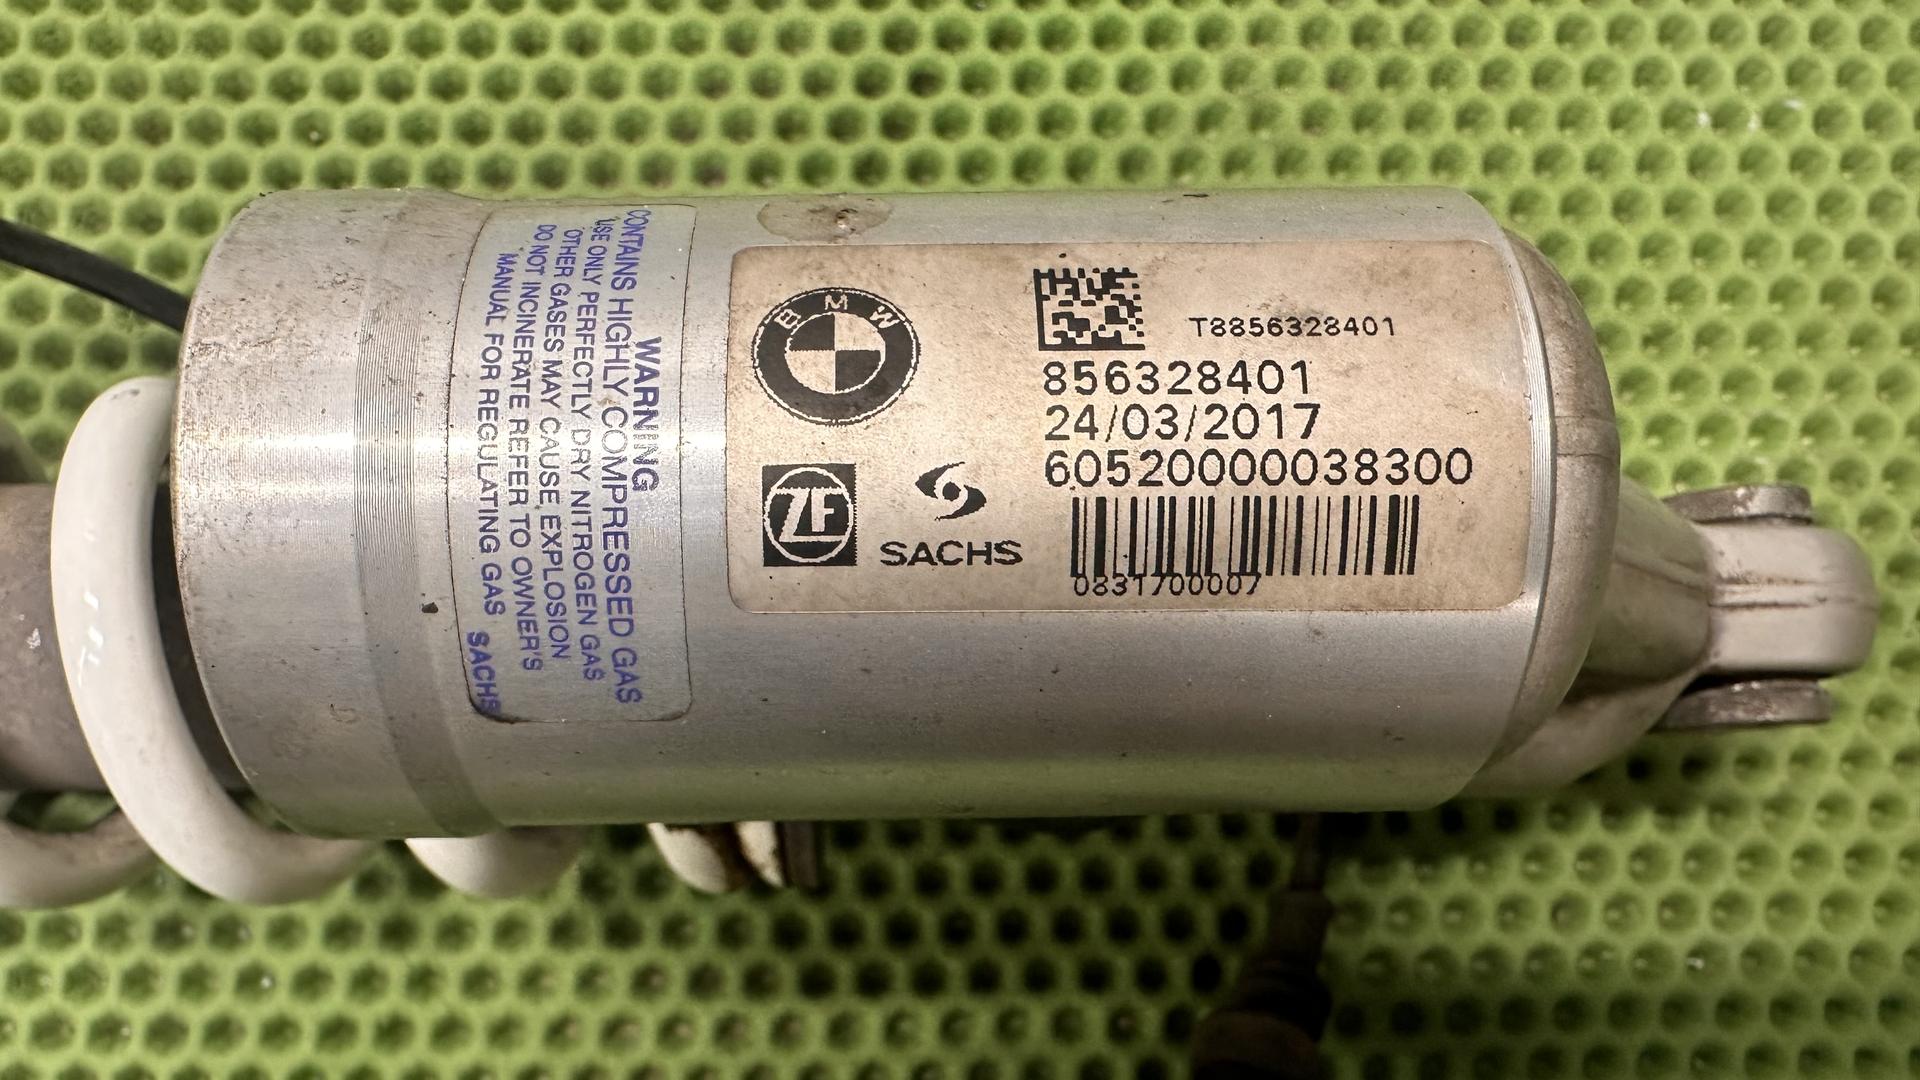 WARNING
CONTAINS HIGHLY COMPRESSED GAS
USE ONLY PERFECTLY DRY NITROGEN GAS
OTHER GASES MAY CAUSE EXPLOSION
DO NOT INCINERATE REFER TO OWNER'S
MANUAL FOR REGULATING GAS SACHS
BMW
T8856328401
856328401
24/03/2017
60520000038300
ZF
SACHS
0831700007